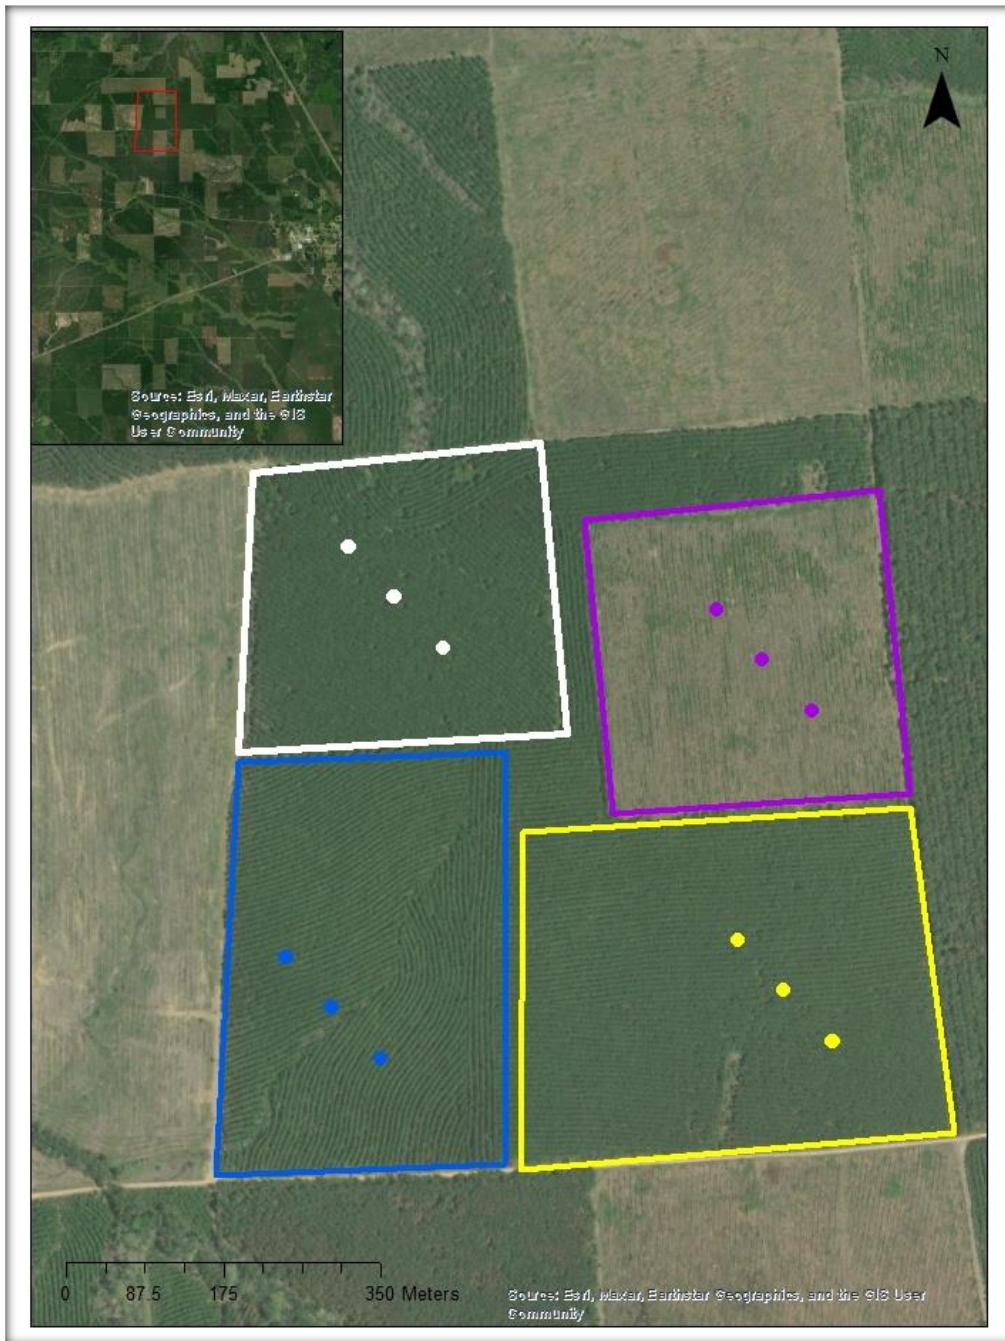 N
Source: Esri, Maxar, Earthstar
Geographics, and the GIS
User Community
0 87.5 175 350 Meters
Source: Esri, Maxar, Earthstar Geographics, and the GIS User
Community